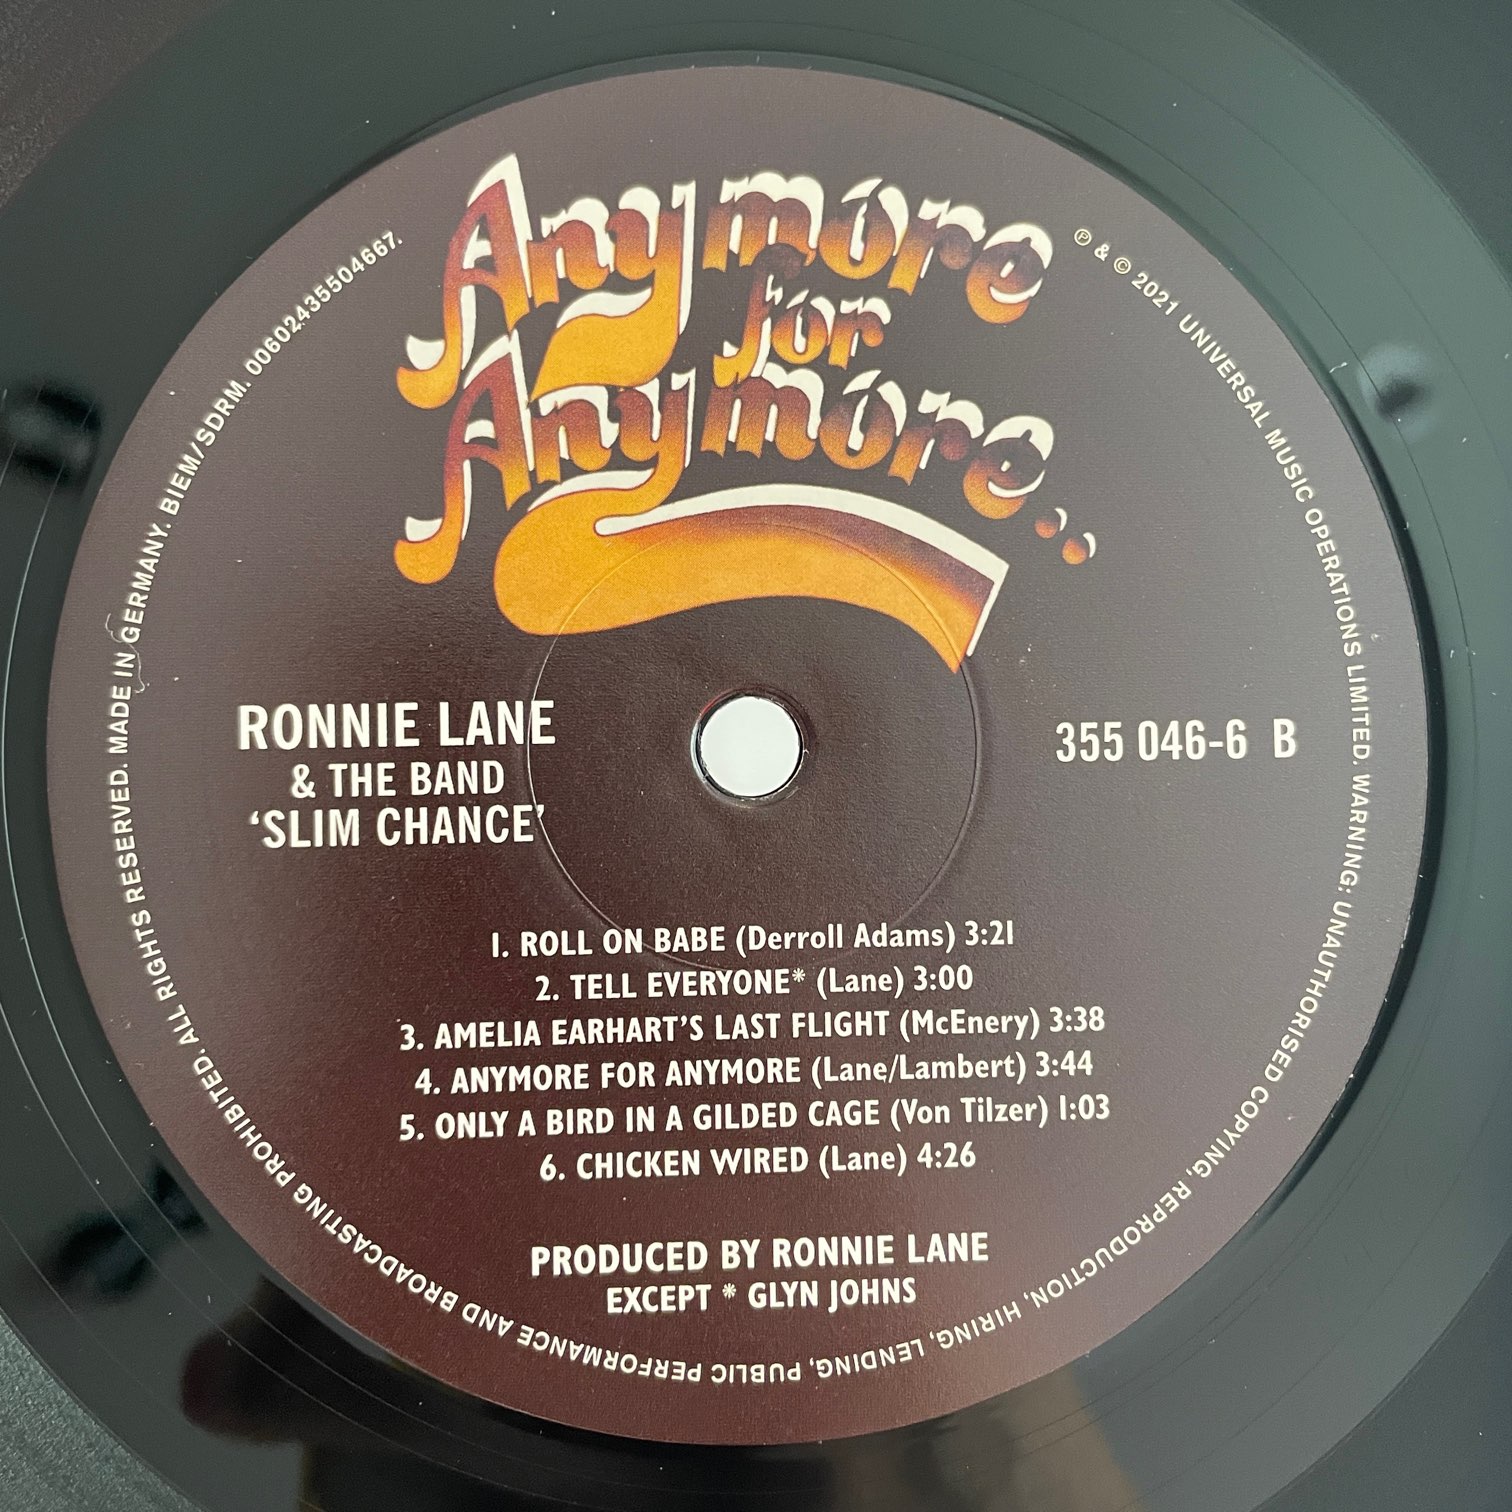 Anymore
for
Anymore..
RONNIE LANE
& THE BAND
‘SLIM CHANCE’
355 046-6 B
1. ROLL ON BABE (Derroll Adams) 3:21
2. TELL EVERYONE* (Lane) 3:00
3. AMELIA EARHART’S LAST FLIGHT (McEnery) 3:38
4. ANYMORE FOR ANYMORE (Lane/Lambert) 3:44
5. ONLY A BIRD IN A GILDED CAGE (Von Tilzer) 1:03
6. CHICKEN WIRED (Lane) 4:26
PRODUCED BY RONNIE LANE
EXCEPT * GLYN JOHNS
℗ & © 2021 UNIVERSAL MUSIC OPERATIONS LIMITED. WARNING: UNAUTHORISED COPYING, REPRODUCTION, HIRING, LENDING, PUBLIC PERFORMANCE AND BROADCASTING PROHIBITED. ALL RIGHTS RESERVED. MADE IN GERMANY. BIEM/SDRM. 00602435504667.